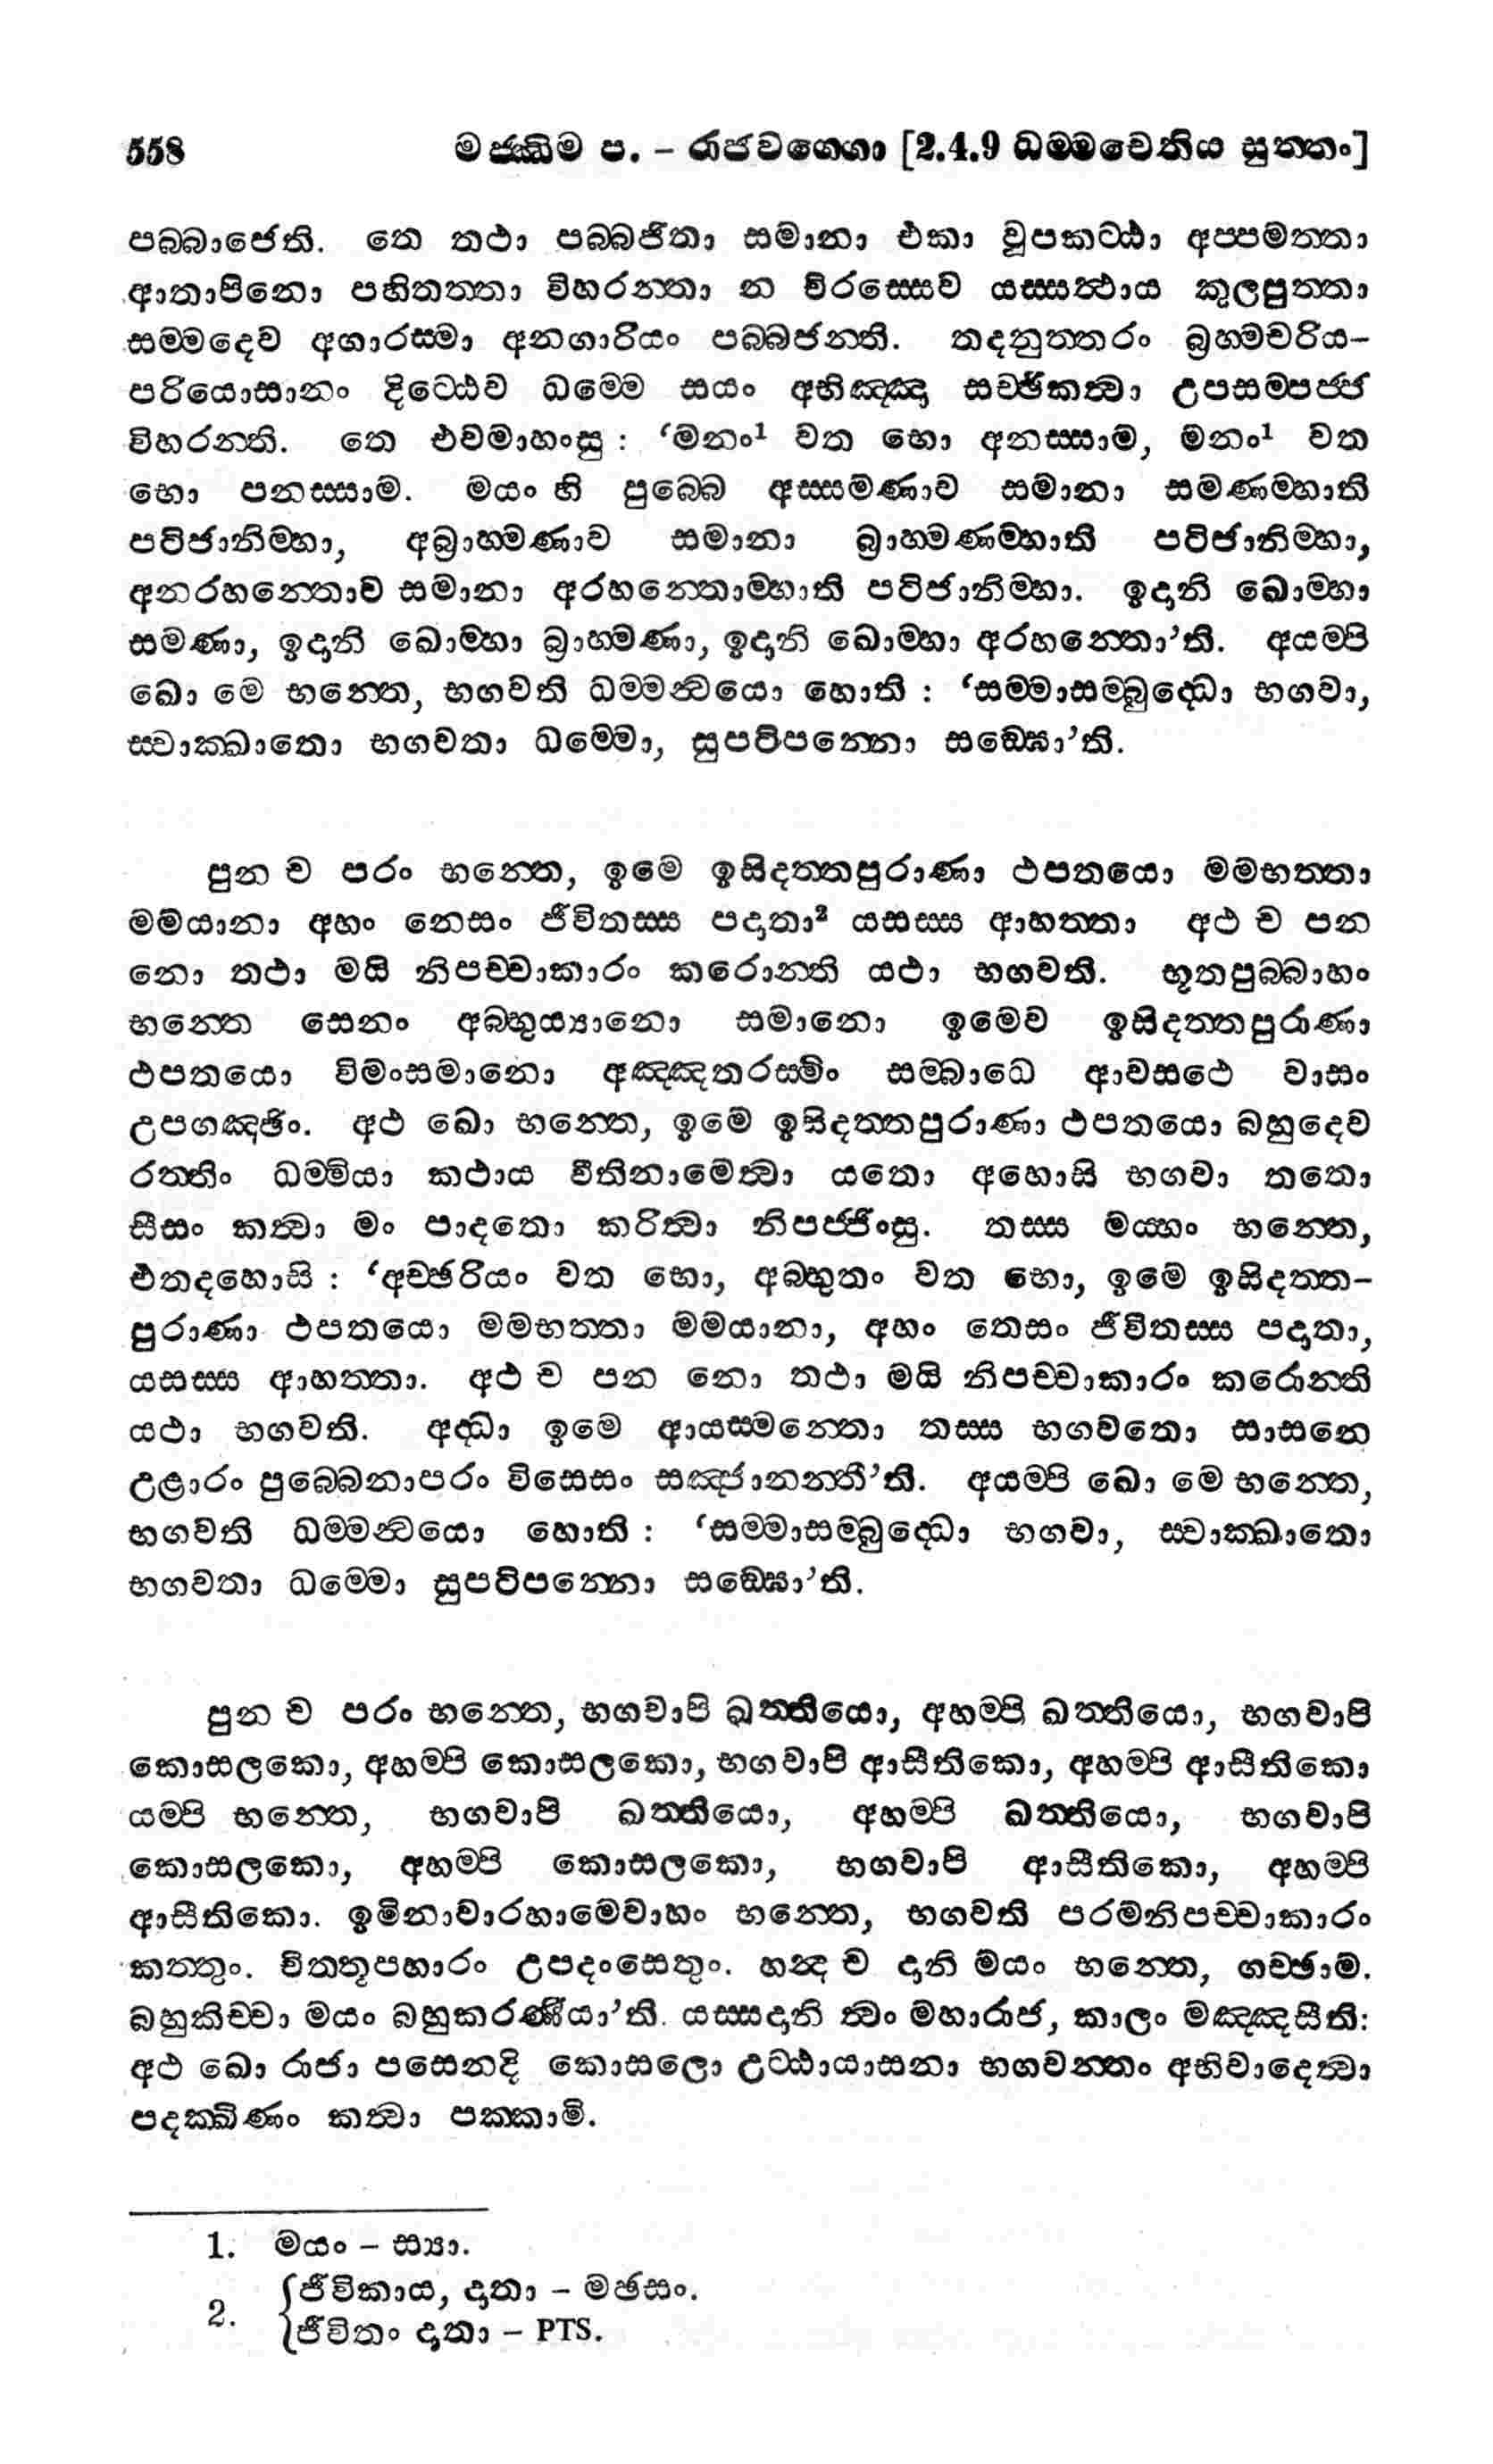 558 මජ්ඣිම ප. – රාජවග්ගො [2.4.9 ධම්මචෙතිය සුත්තං]
පබ්බාජෙති. තෙ තථා පබ්බජිතා සමානා එකා වූපකට්ඨා අප්පමත්තා
ආතාපිනො පහිතත්තා විහරන්තා න චිරස්සෙව යස්සත්ථාය කුලපුත්තා
සම්මදෙව අගාරස්මා අනගාරියං පබ්බජන්ති. තදනුත්තරං බ්‍රහ්මචරිය-
පරියොසානං දිට්ඨෙව ධම්මෙ සයං අභිඤ්ඤා සච්ඡිකත්වා උපසම්පජ්ජ
විහරන්ති. තෙ එවමාහංසු : ‘මනං¹ වත භො අනස්සාම, මනං¹ වත
භො පනස්සාම. මයං හි පුබ්බෙ අස්සමණාව සමානා සමණම්හාති
පටිජානිම්හා, අබ්‍රාහ්මණාව සමානා බ්‍රාහ්මණම්හාති පටිජානිම්හා,
අනරහන්තොව සමානා අරහන්තොම්හාති පටිජානිම්හා. ඉදානි ඛොම්හා
සමණා, ඉදානි ඛොම්හා බ්‍රාහ්මණා, ඉදානි ඛොම්හා අරහන්තො’ති. අයම්පි
ඛො මෙ භන්තෙ, භගවති ධම්මන්වයො හොති : ‘සම්මාසම්බුද්ධො භගවා,
ස්වාක්ඛාතො භගවතා ධම්මො, සුපටිපන්නො සඞ්ඝො’ති.
පුන ච පරං භන්තෙ, ඉමෙ ඉසිදත්තපුරාණා ථපතයො මමභත්තා
මමයානා අහං නෙසං ජීවිතස්ස පදාතා² යසස්ස ආහත්තා අථ ච පන
නො තථා මයි නිපච්චාකාරං කරොන්ති යථා භගවති. භූතපුබ්බාහං
භන්තෙ සෙනං අබ්භුය්‍යානො සමානො ඉමෙව ඉසිදත්තපුරාණා
ථපතයො විමංසමානො අඤ්ඤතරස්මිං සම්බාධෙ ආවසථෙ වාසං
උපගඤ්ඡිං. අථ ඛො භන්තෙ, ඉමෙ ඉසිදත්තපුරාණා ථපතයො බහුදෙව
රත්තිං ධම්මියා කථාය වීතිනාමෙත්වා යතො අහොසි භගවා තතො
සීසං කත්වා මං පාදතො කරිත්වා නිපජ්ජිංසු. තස්ස මය්හං භන්තෙ,
එතදහොසි : ‘අච්ඡරියං වත භො, අබ්භුතං වත භො, ඉමෙ ඉසිදත්ත-
පුරාණා ථපතයො මමභත්තා මමයානා, අහං තෙසං ජීවිතස්ස පදාතා,
යසස්ස ආහත්තා. අථ ච පන නො තථා මයි නිපච්චාකාරං කරොන්ති
යථා භගවති. අද්ධා ඉමෙ ආයස්මන්තො තස්ස භගවතො සාසනෙ
උළාරං පුබ්බෙනාපරං විසෙසං සඤ්ජානන්තී’ති. අයම්පි ඛො මෙ භන්තෙ,
භගවති ධම්මන්වයො හොති : ‘සම්මාසම්බුද්ධො භගවා, ස්වාක්ඛාතො
භගවතා ධම්මො සුපටිපන්නො සඞ්ඝො’ති.
පුන ච පරං භන්තෙ, භගවාපි ඛත්තියො, අහම්පි ඛත්තියො, භගවාපි
කොසලකො, අහම්පි කොසලකො, භගවාපි ආසීතිකො, අහම්පි ආසීතිකො
යම්පි භන්තෙ, භගවාපි ඛත්තියො, අහම්පි ඛත්තියො, භගවාපි
කොසලකො, අහම්පි කොසලකො, භගවාපි ආසීතිකො, අහම්පි
ආසීතිකො. ඉමිනාවාරහාමෙවාහං භන්තෙ, භගවති පරමනිපච්චාකාරං
කත්තුං. චිත්තූපහාරං උපදංසෙතුං. හන්ද ච දානි මයං භන්තෙ, ගච්ඡාම.
බහුකිච්චා මයං බහුකරණීයා’ති. යස්සදානි ත්වං මහාරාජ, කාලං මඤ්ඤසීති:
අථ ඛො රාජා පසෙනදි කොසලො උට්ඨායාසනා භගවන්තං අභිවාදෙත්වා
පදක්ඛිණං කත්වා පක්කාමි.
1. මයං – ස්‍යා.
2. {ජීවිකාය, දාතා – මඡසං.
{ජීවිතං දාතා – PTS.